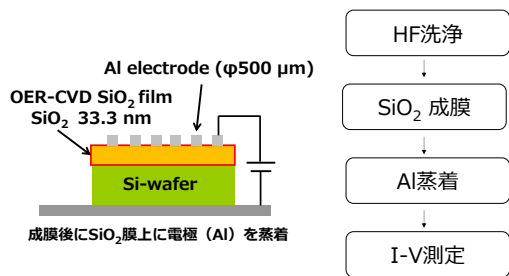 Al electrode (φ500 μm)
OER-CVD SiO₂ film
SiO₂ 33.3 nm
Si-wafer
成膜後にSiO₂膜上に電極（Al）を蒸着
HF洗浄
SiO₂ 成膜
Al蒸着
I-V測定